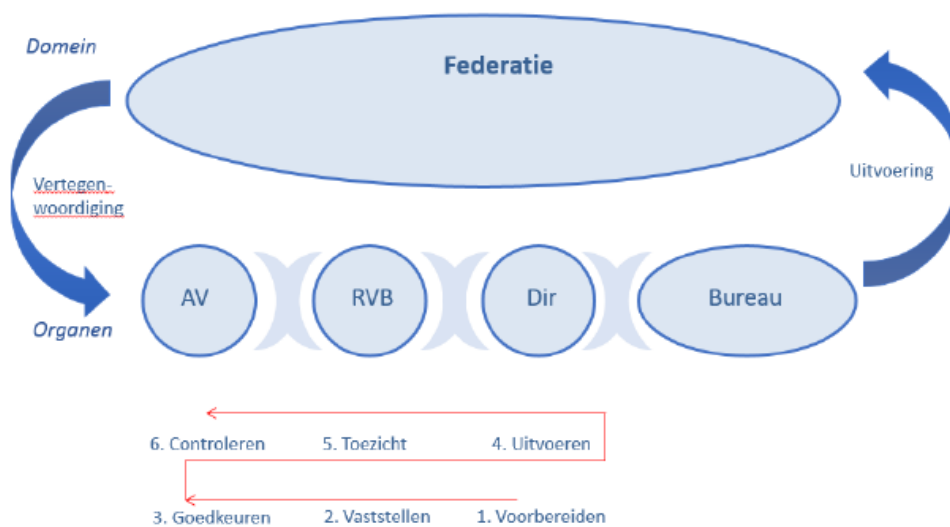 Domein
Federatie
Vertegen-
woordiging
Uitvoering
AV
RVB
Dir
Bureau
Organen
6. Controleren
5. Toezicht
4. Uitvoeren
3. Goedkeuren
2. Vaststellen
1. Voorbereiden